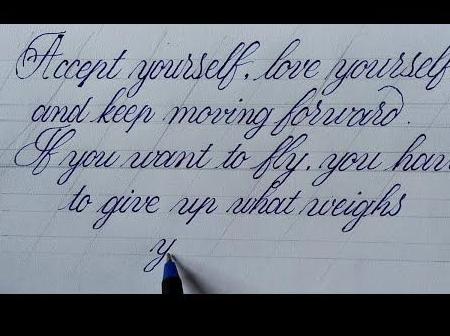 Accept yourself, love yourself
and keep moving forward.
If you want to fly, you hav
to give up what weighs
y